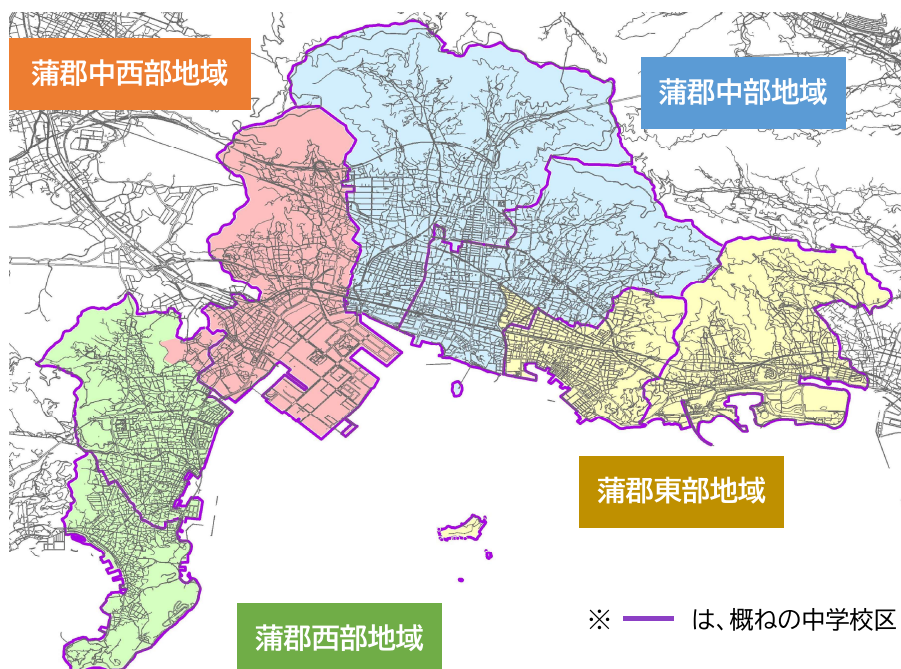 蒲郡中西部地域
蒲郡中部地域
蒲郡東部地域
蒲郡西部地域
※ は、概ねの中学校区